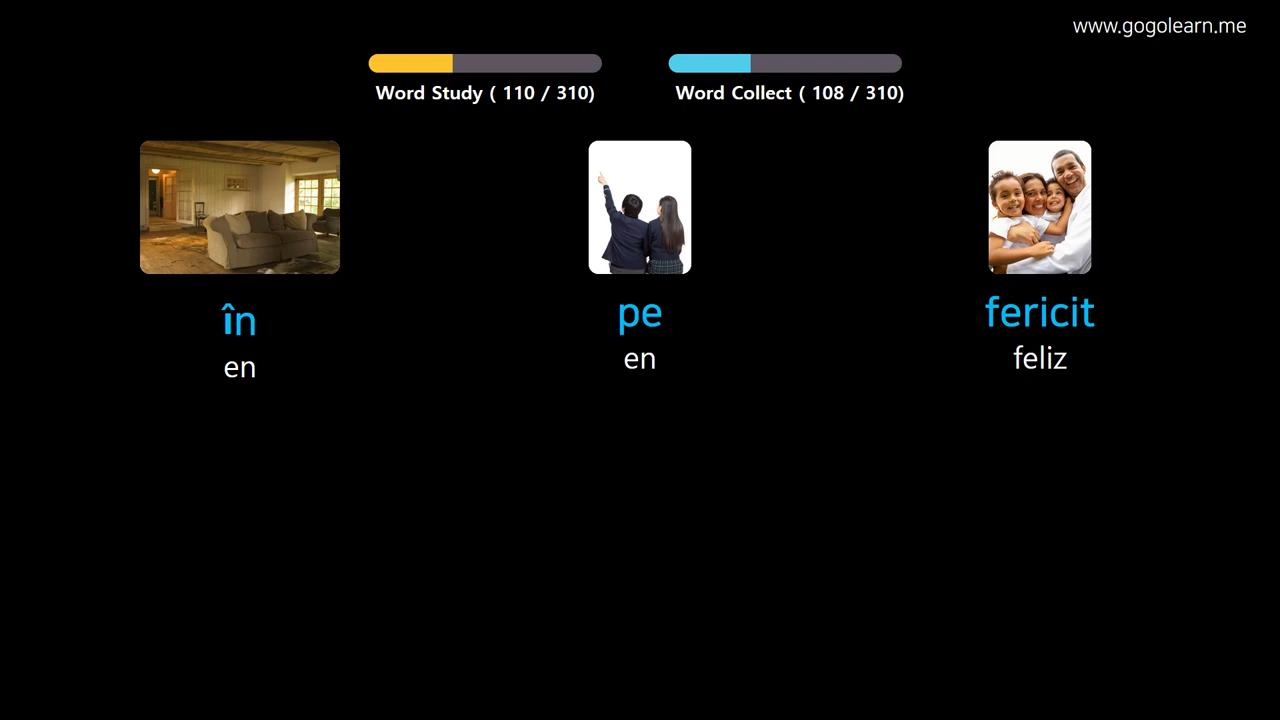 www.gogolearn.me
Word Study ( 110 / 310)
Word Collect ( 108 / 310)
în
en
pe
en
fericit
feliz